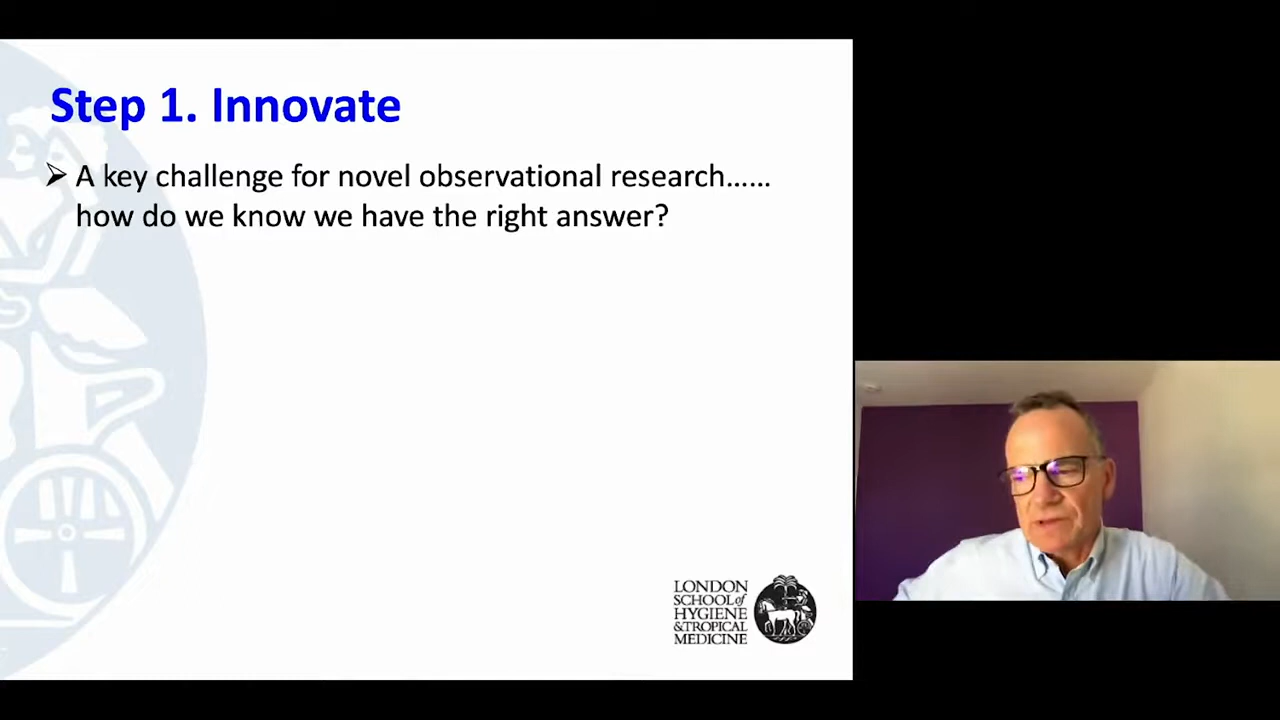 Step 1. Innovate
➢ A key challenge for novel observational research......
how do we know we have the right answer?
LONDON
SCHOOL of
HYGIENE
& TROPICAL
MEDICINE